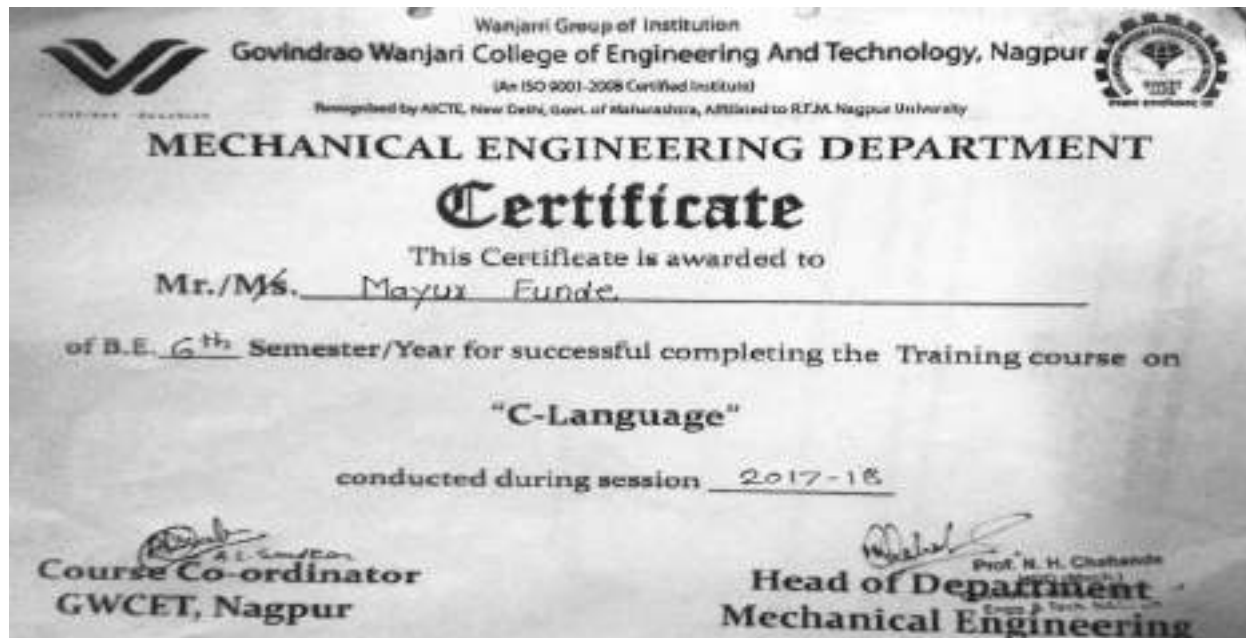 Wanjarri Group of Institution
Govindrao Wanjari College of Engineering And Technology, Nagpur
(An ISO 9001-2008 Certified Institute)
Recognised by AICTE, New Delhi, Govt. of Maharashtra, Affiliated to R.T.M. Nagpur University
MECHANICAL ENGINEERING DEPARTMENT
Certificate
This Certificate is awarded to
Mr./Ms. Mayur Funde
of B.E. 6th Semester/Year for successful completing the Training course on
"C-Language"
conducted during session 2017-18
Course Co-ordinator
GWCET, Nagpur
Prof. N. H. Chahande
Head of Department
Mechanical Engineering